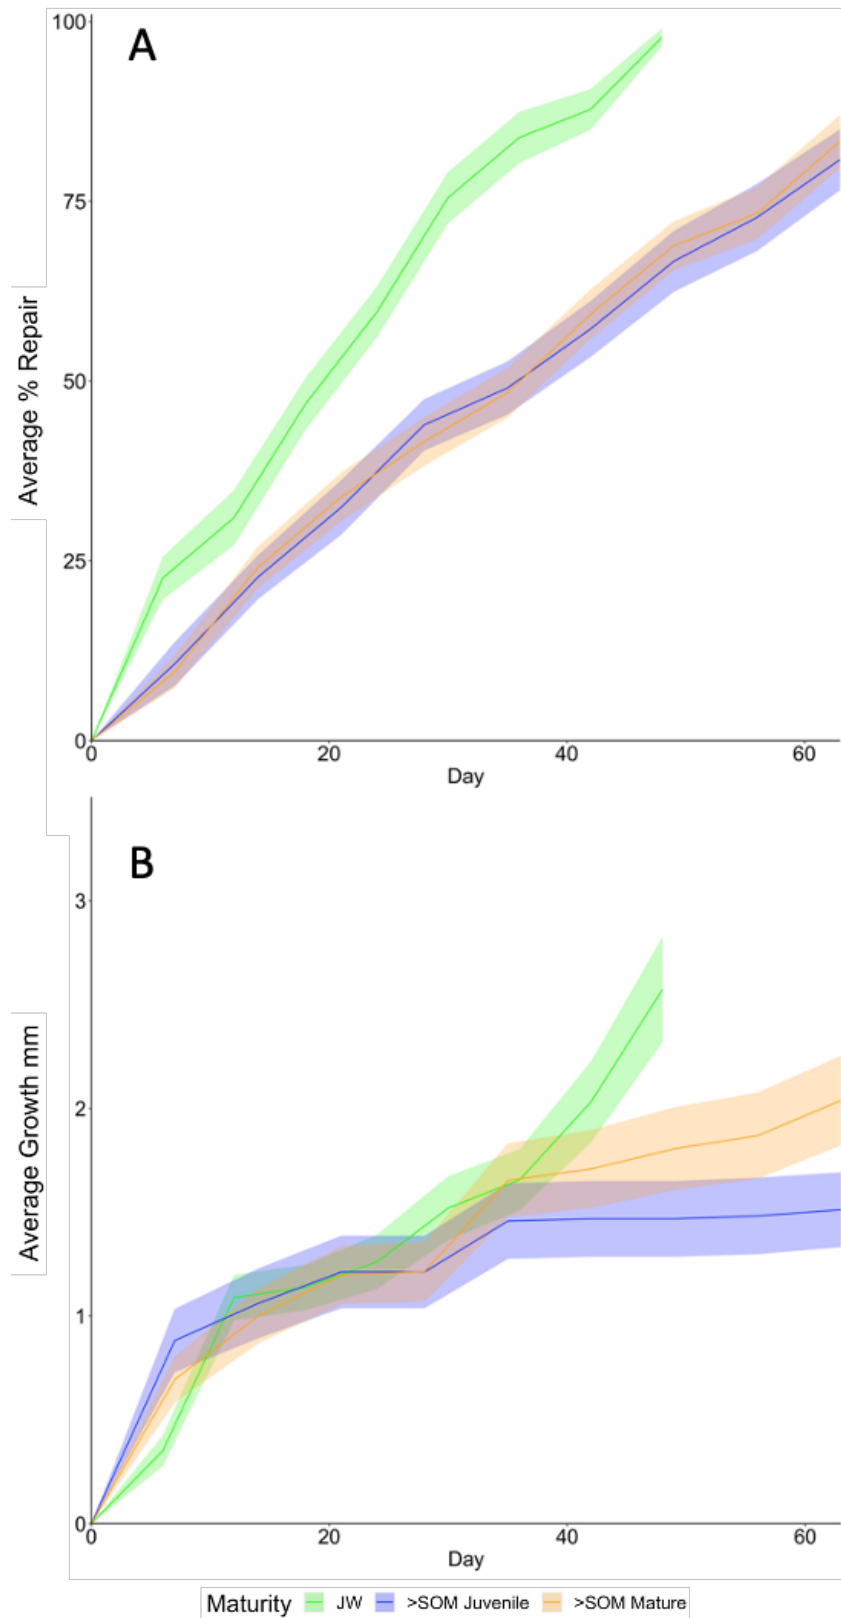 A
100
75
50
25
0
Average % Repair
0 20 40 60
Day
B
3
2
1
0
Average Growth mm
0 20 40 60
Day
Maturity JW >SOM Juvenile >SOM Mature